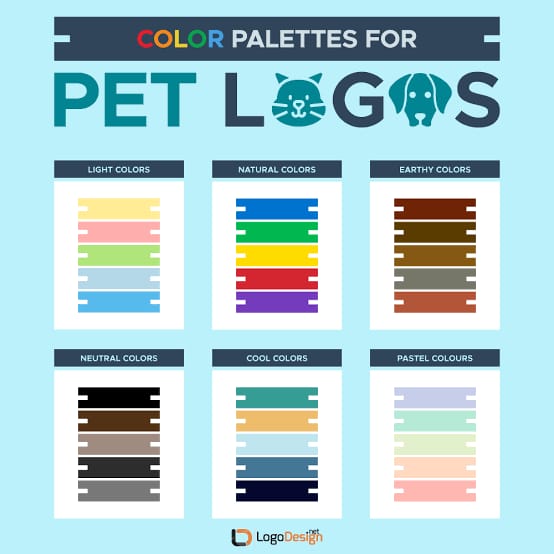 COLOR PALETTES FOR
PET LOGOS
LIGHT COLORS
NATURAL COLORS
EARTHY COLORS
NEUTRAL COLORS
COOL COLORS
PASTEL COLOURS
LogoDesign.net